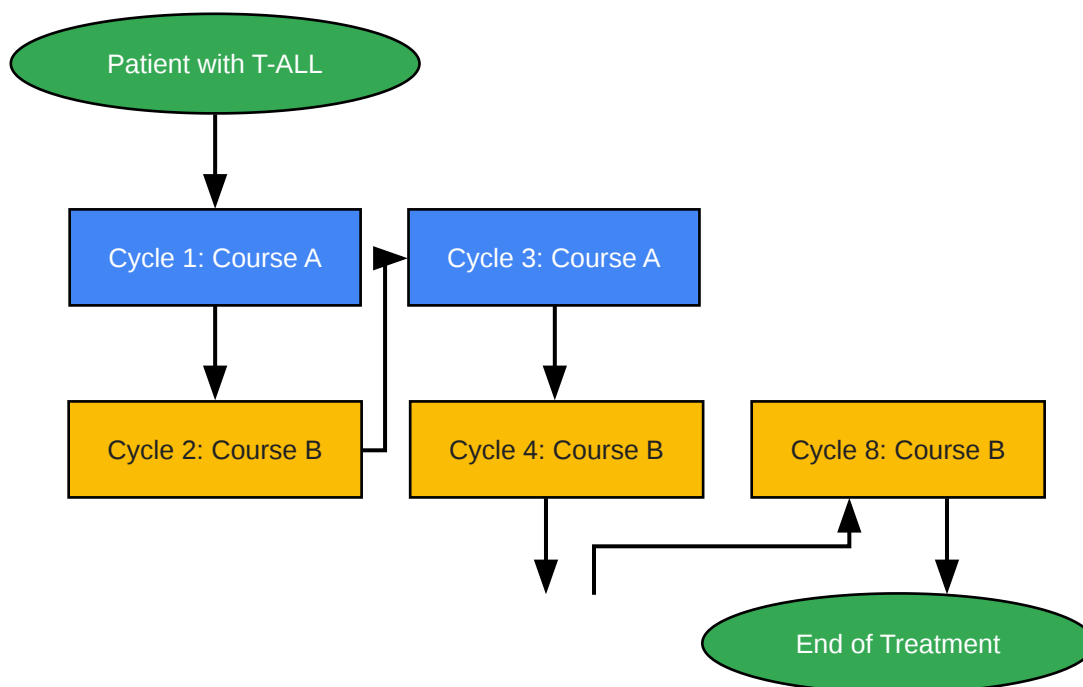 Patient with T-ALL
Cycle 1: Course A
Cycle 3: Course A
Cycle 2: Course B
Cycle 4: Course B
Cycle 8: Course B
End of Treatment